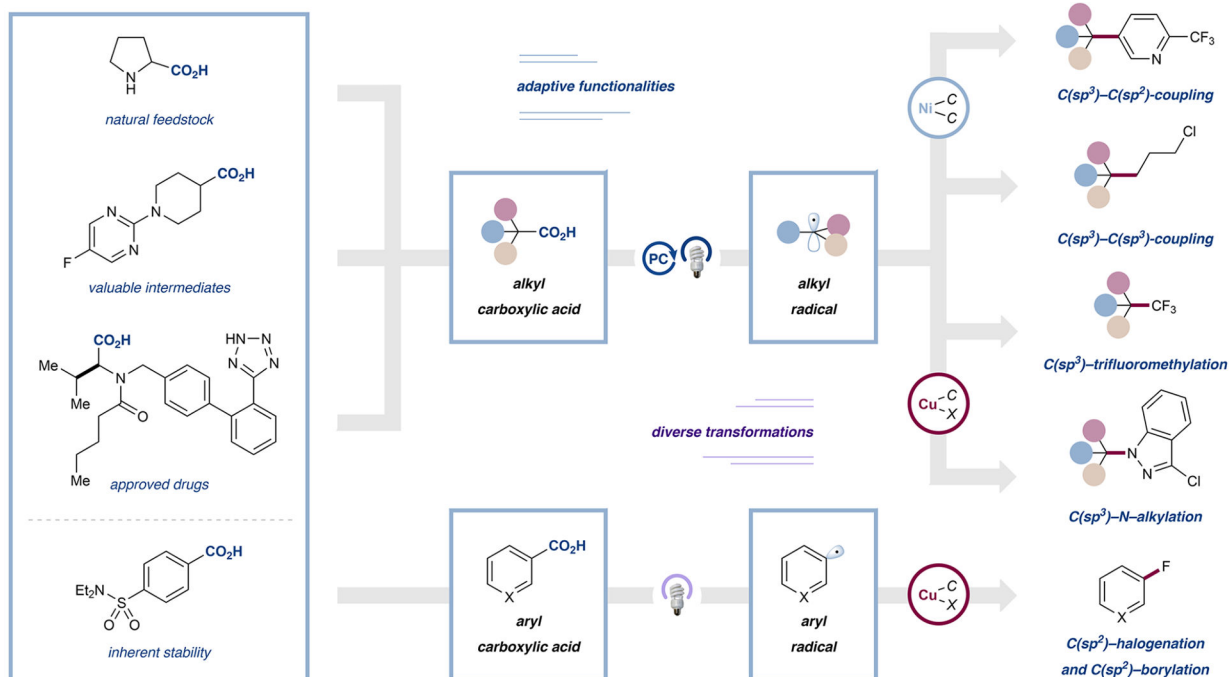 CO₂H
N
H
natural feedstock
CO₂H
N
N
N
F
valuable intermediates
CO₂H
HN–N
N
N
Me
N
Me
O
Me
approved drugs
CO₂H
Et₂N
S
O O
inherent stability
adaptive functionalities
CO₂H
alkyl
carboxylic acid
PC
alkyl
radical
diverse transformations
CO₂H
X
aryl
carboxylic acid
X
aryl
radical
Ni
C
C
Cu
C
X
Cu
C
X
CF₃
N
C(sp³)–C(sp²)-coupling
Cl
C(sp³)–C(sp³)-coupling
CF₃
C(sp³)–trifluoromethylation
N
N
Cl
C(sp³)–N–alkylation
F
X
C(sp²)–halogenation
and C(sp²)–borylation